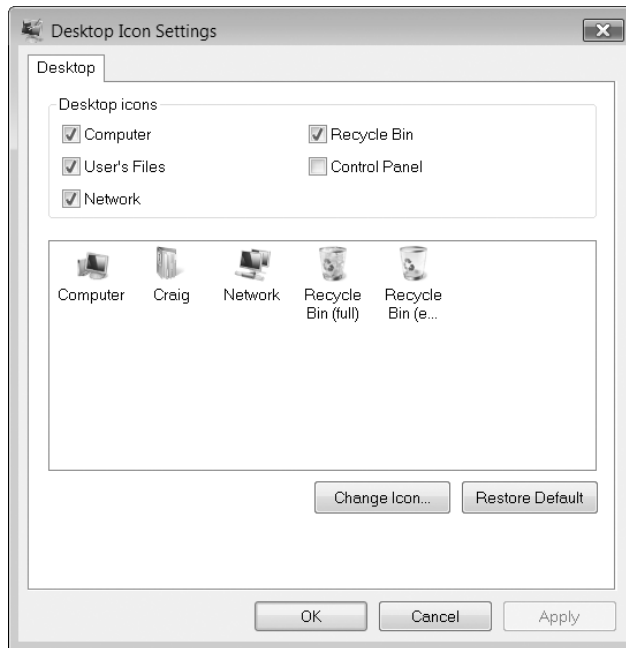 Desktop Icon Settings
Desktop
Desktop icons
Computer
Recycle Bin
User's Files
Control Panel
Network
Computer
Craig
Network
Recycle
Bin (full)
Recycle
Bin (e...
Change Icon...
Restore Default
OK
Cancel
Apply